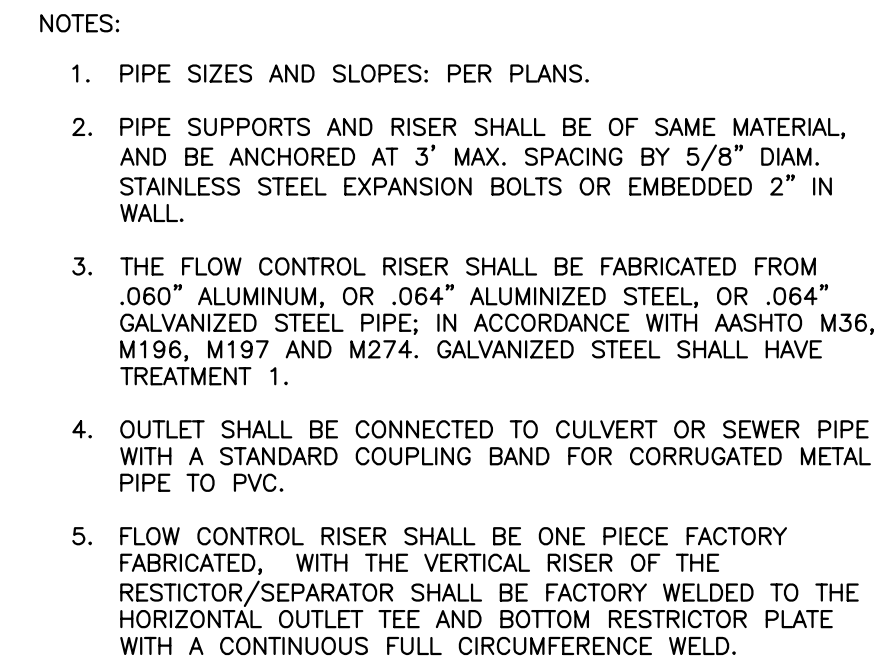 NOTES:
1. PIPE SIZES AND SLOPES: PER PLANS.
2. PIPE SUPPORTS AND RISER SHALL BE OF SAME MATERIAL,
AND BE ANCHORED AT 3' MAX. SPACING BY 5/8" DIAM.
STAINLESS STEEL EXPANSION BOLTS OR EMBEDDED 2" IN
WALL.
3. THE FLOW CONTROL RISER SHALL BE FABRICATED FROM
.060" ALUMINUM, OR .064" ALUMINIZED STEEL, OR .064"
GALVANIZED STEEL PIPE; IN ACCORDANCE WITH AASHTO M36,
M196, M197 AND M274. GALVANIZED STEEL SHALL HAVE
TREATMENT 1.
4. OUTLET SHALL BE CONNECTED TO CULVERT OR SEWER PIPE
WITH A STANDARD COUPLING BAND FOR CORRUGATED METAL
PIPE TO PVC.
5. FLOW CONTROL RISER SHALL BE ONE PIECE FACTORY
FABRICATED, WITH THE VERTICAL RISER OF THE
RESTICTOR/SEPARATOR SHALL BE FACTORY WELDED TO THE
HORIZONTAL OUTLET TEE AND BOTTOM RESTRICTOR PLATE
WITH A CONTINUOUS FULL CIRCUMFERENCE WELD.